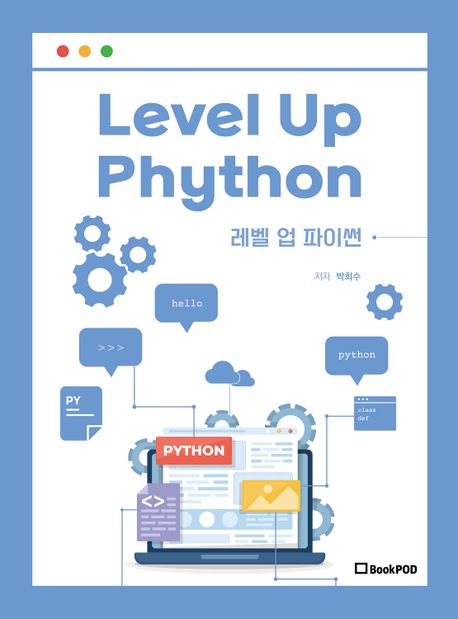 Level Up
Phython
레벨 업 파이썬
저자 박희수
hello
>>>
python
PY
class
def
PYTHON
<>
BookPOD